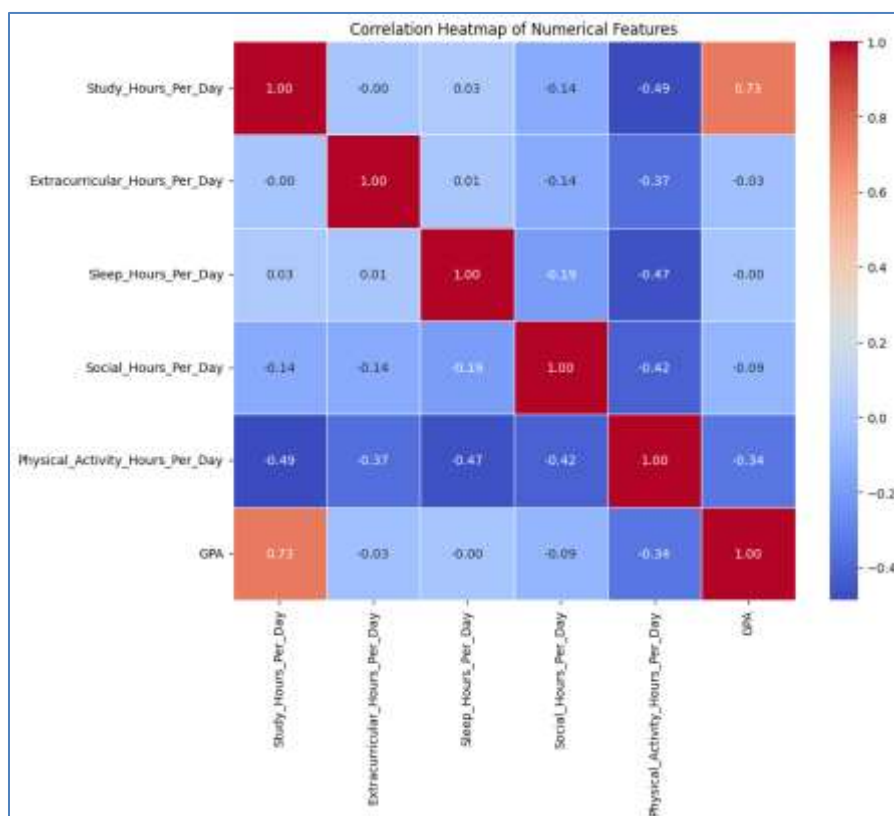 Correlation Heatmap of Numerical Features
Study_Hours_Per_Day 1.00 -0.00 0.03 -0.14 -0.49 0.73
Extracurricular_Hours_Per_Day -0.00 1.00 0.01 -0.14 -0.37 -0.03
Sleep_Hours_Per_Day 0.03 0.01 1.00 -0.19 -0.47 -0.00
Social_Hours_Per_Day -0.14 -0.14 -0.19 1.00 -0.42 -0.09
Physical_Activity_Hours_Per_Day -0.49 -0.37 -0.47 -0.42 1.00 -0.34
GPA 0.73 -0.03 -0.00 -0.09 -0.34 1.00
Study_Hours_Per_Day
Extracurricular_Hours_Per_Day
Sleep_Hours_Per_Day
Social_Hours_Per_Day
Physical_Activity_Hours_Per_Day
GPA
1.0
0.8
0.6
0.4
0.2
0.0
−0.2
−0.4